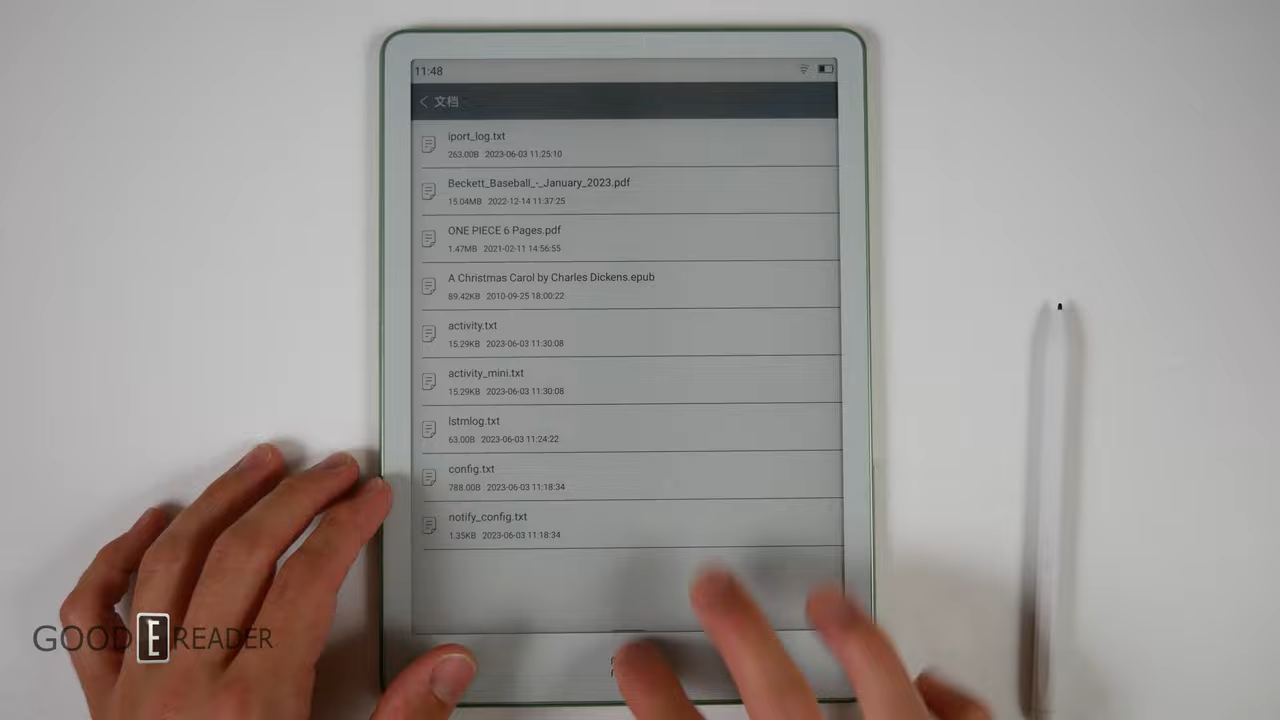 11:48
文档
iport_log.txt
263.00B 2023-06-03 11:25:10
Beckett_Baseball_-_January_2023.pdf
15.04MB 2022-12-14 11:37:25
ONE PIECE 6 Pages.pdf
1.47MB 2021-02-11 14:56:55
A Christmas Carol by Charles Dickens.epub
89.42KB 2010-09-25 18:00:22
activity.txt
15.29KB 2023-06-03 11:30:08
activity_mini.txt
15.29KB 2023-06-03 11:30:08
lstmlog.txt
63.00B 2023-06-03 11:24:22
config.txt
788.00B 2023-06-03 11:18:34
notify_config.txt
1.35KB 2023-06-03 11:18:34
GOOD E READER